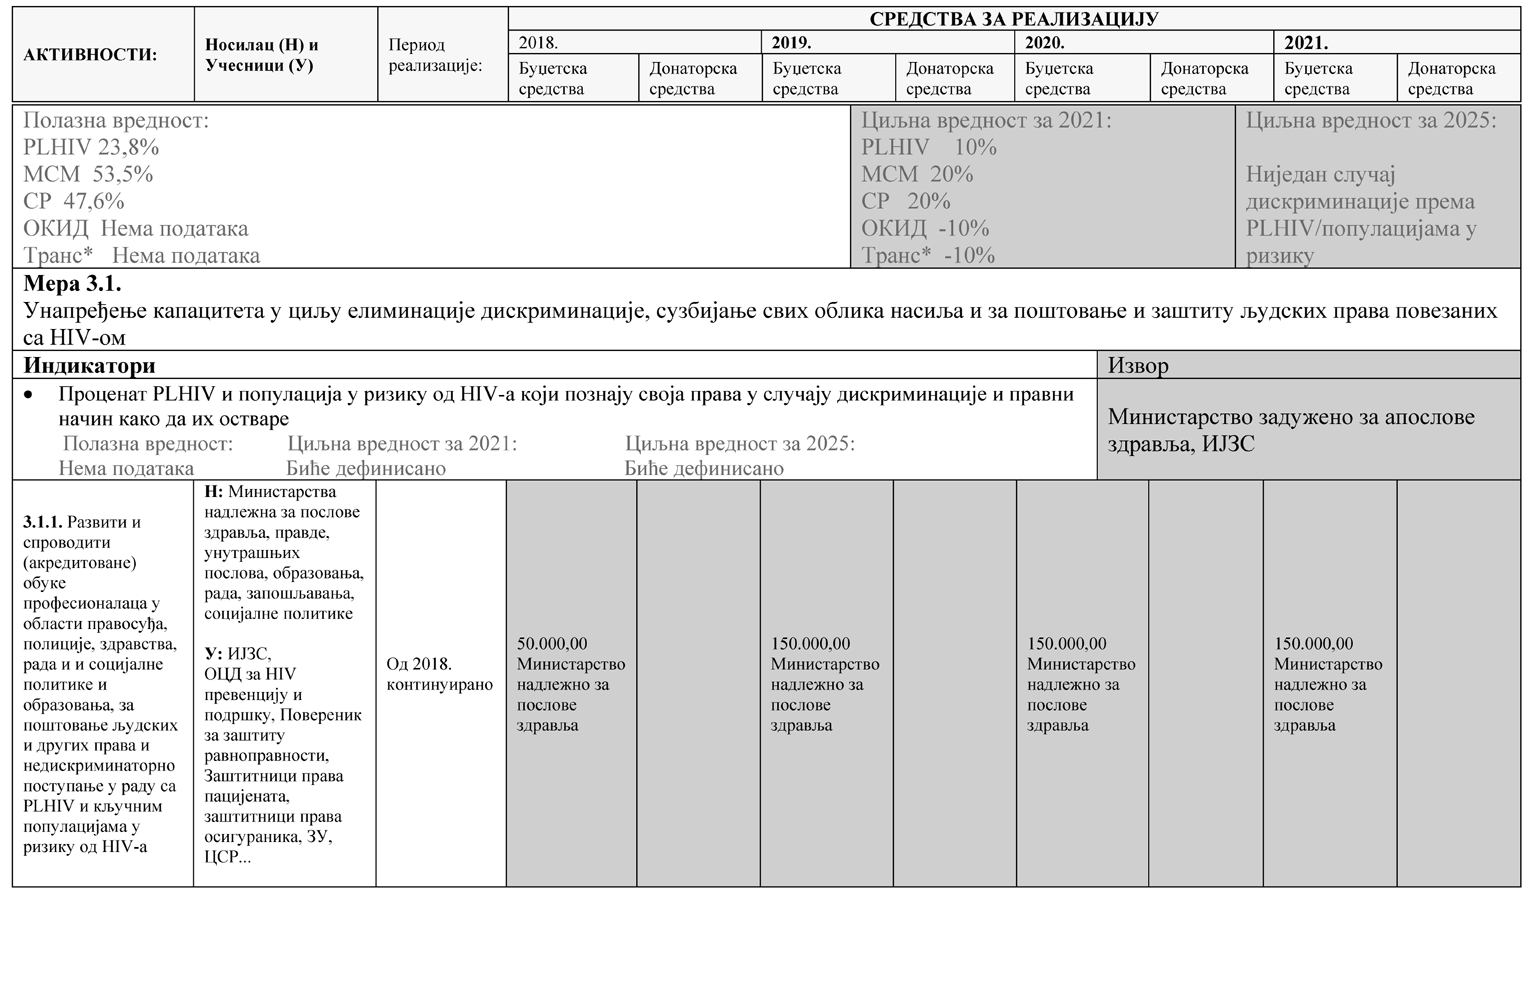 АКТИВНОСТИ:
Носилац (Н) и
Учесници (У)
Период
реализације:
СРЕДСТВА ЗА РЕАЛИЗАЦИЈУ
2018.
2019.
2020.
2021.
Буџетска
средства
Донаторска
средства
Буџетска
средства
Донаторска
средства
Буџетска
средства
Донаторска
средства
Буџетска
средства
Донаторска
средства
Полазна вредност:
PLHIV 23,8%
МСМ 53,5%
СР 47,6%
ОКИД Нема података
Транс* Нема података
Циљна вредност за 2021:
PLHIV 10%
МСМ 20%
СР 20%
ОКИД -10%
Транс* -10%
Циљна вредност за 2025:
Ниједан случај
дискриминације према
PLHIV/популацијама у
ризику
Мера 3.1.
Унапређење капацитета у циљу елиминације дискриминације, сузбијање свих облика насиља и за поштовање и заштиту људских права повезаних
са HIV-ом
Индикатори
Извор
• Проценат PLHIV и популација у ризику од HIV-а који познају своја права у случају дискриминације и правни
начин како да их остваре
Полазна вредност: Циљна вредност за 2021: Циљна вредност за 2025:
Нема података Биће дефинисано Биће дефинисано
Министарство задужено за апослове
здравља, ИЈЗС
3.1.1. Развити и
спроводити
(акредитоване)
обуке
професионалаца у
области правосуђа,
полиције, здравства,
рада и и социјалне
политике и
образовања, за
поштовање људских
и других права и
недискриминаторно
поступање у раду са
PLHIV и кључним
популацијама у
ризику од HIV-а
Н: Министарства
надлежна за послове
здравља, правде,
унутрашњих
послова, образовања,
рада, запошљавања,
социјалне политике
У: ИЈЗС,
ОЦД за HIV
превенцију и
подршку, Повереник
за заштиту
равноправности,
Заштитници права
пацијената,
заштитници права
осигураника, ЗУ,
ЦСР...
Од 2018.
континуирано
50.000,00
Министарство
надлежно за
послове
здравља
150.000,00
Министарство
надлежно за
послове
здравља
150.000,00
Министарство
надлежно за
послове
здравља
150.000,00
Министарство
надлежно за
послове
здравља